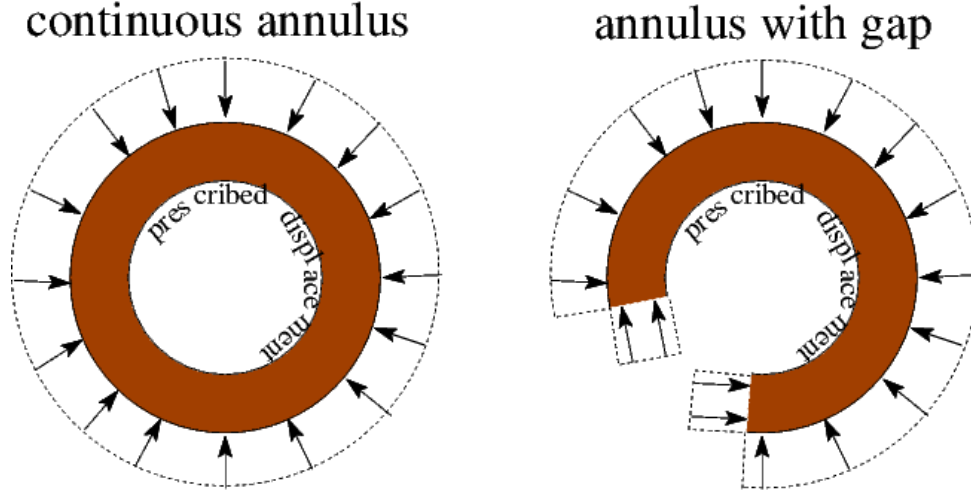 continuous annulus
annulus with gap
pres cribed displ ace ment
pres cribed displ ace ment